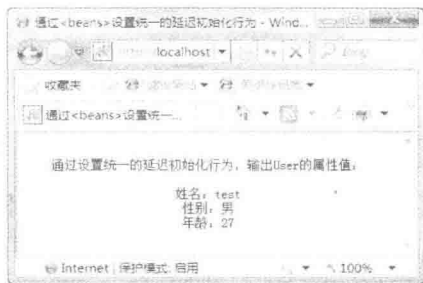 通过<beans>设置统一的延迟初始化行为 - Wind...
localhost
收藏夹
通过<beans>设置统一...
通过设置统一的延迟初始化行为，输出User的属性值：
姓名：test
性别：男
年龄：27
Internet | 保护模式: 启用
100%